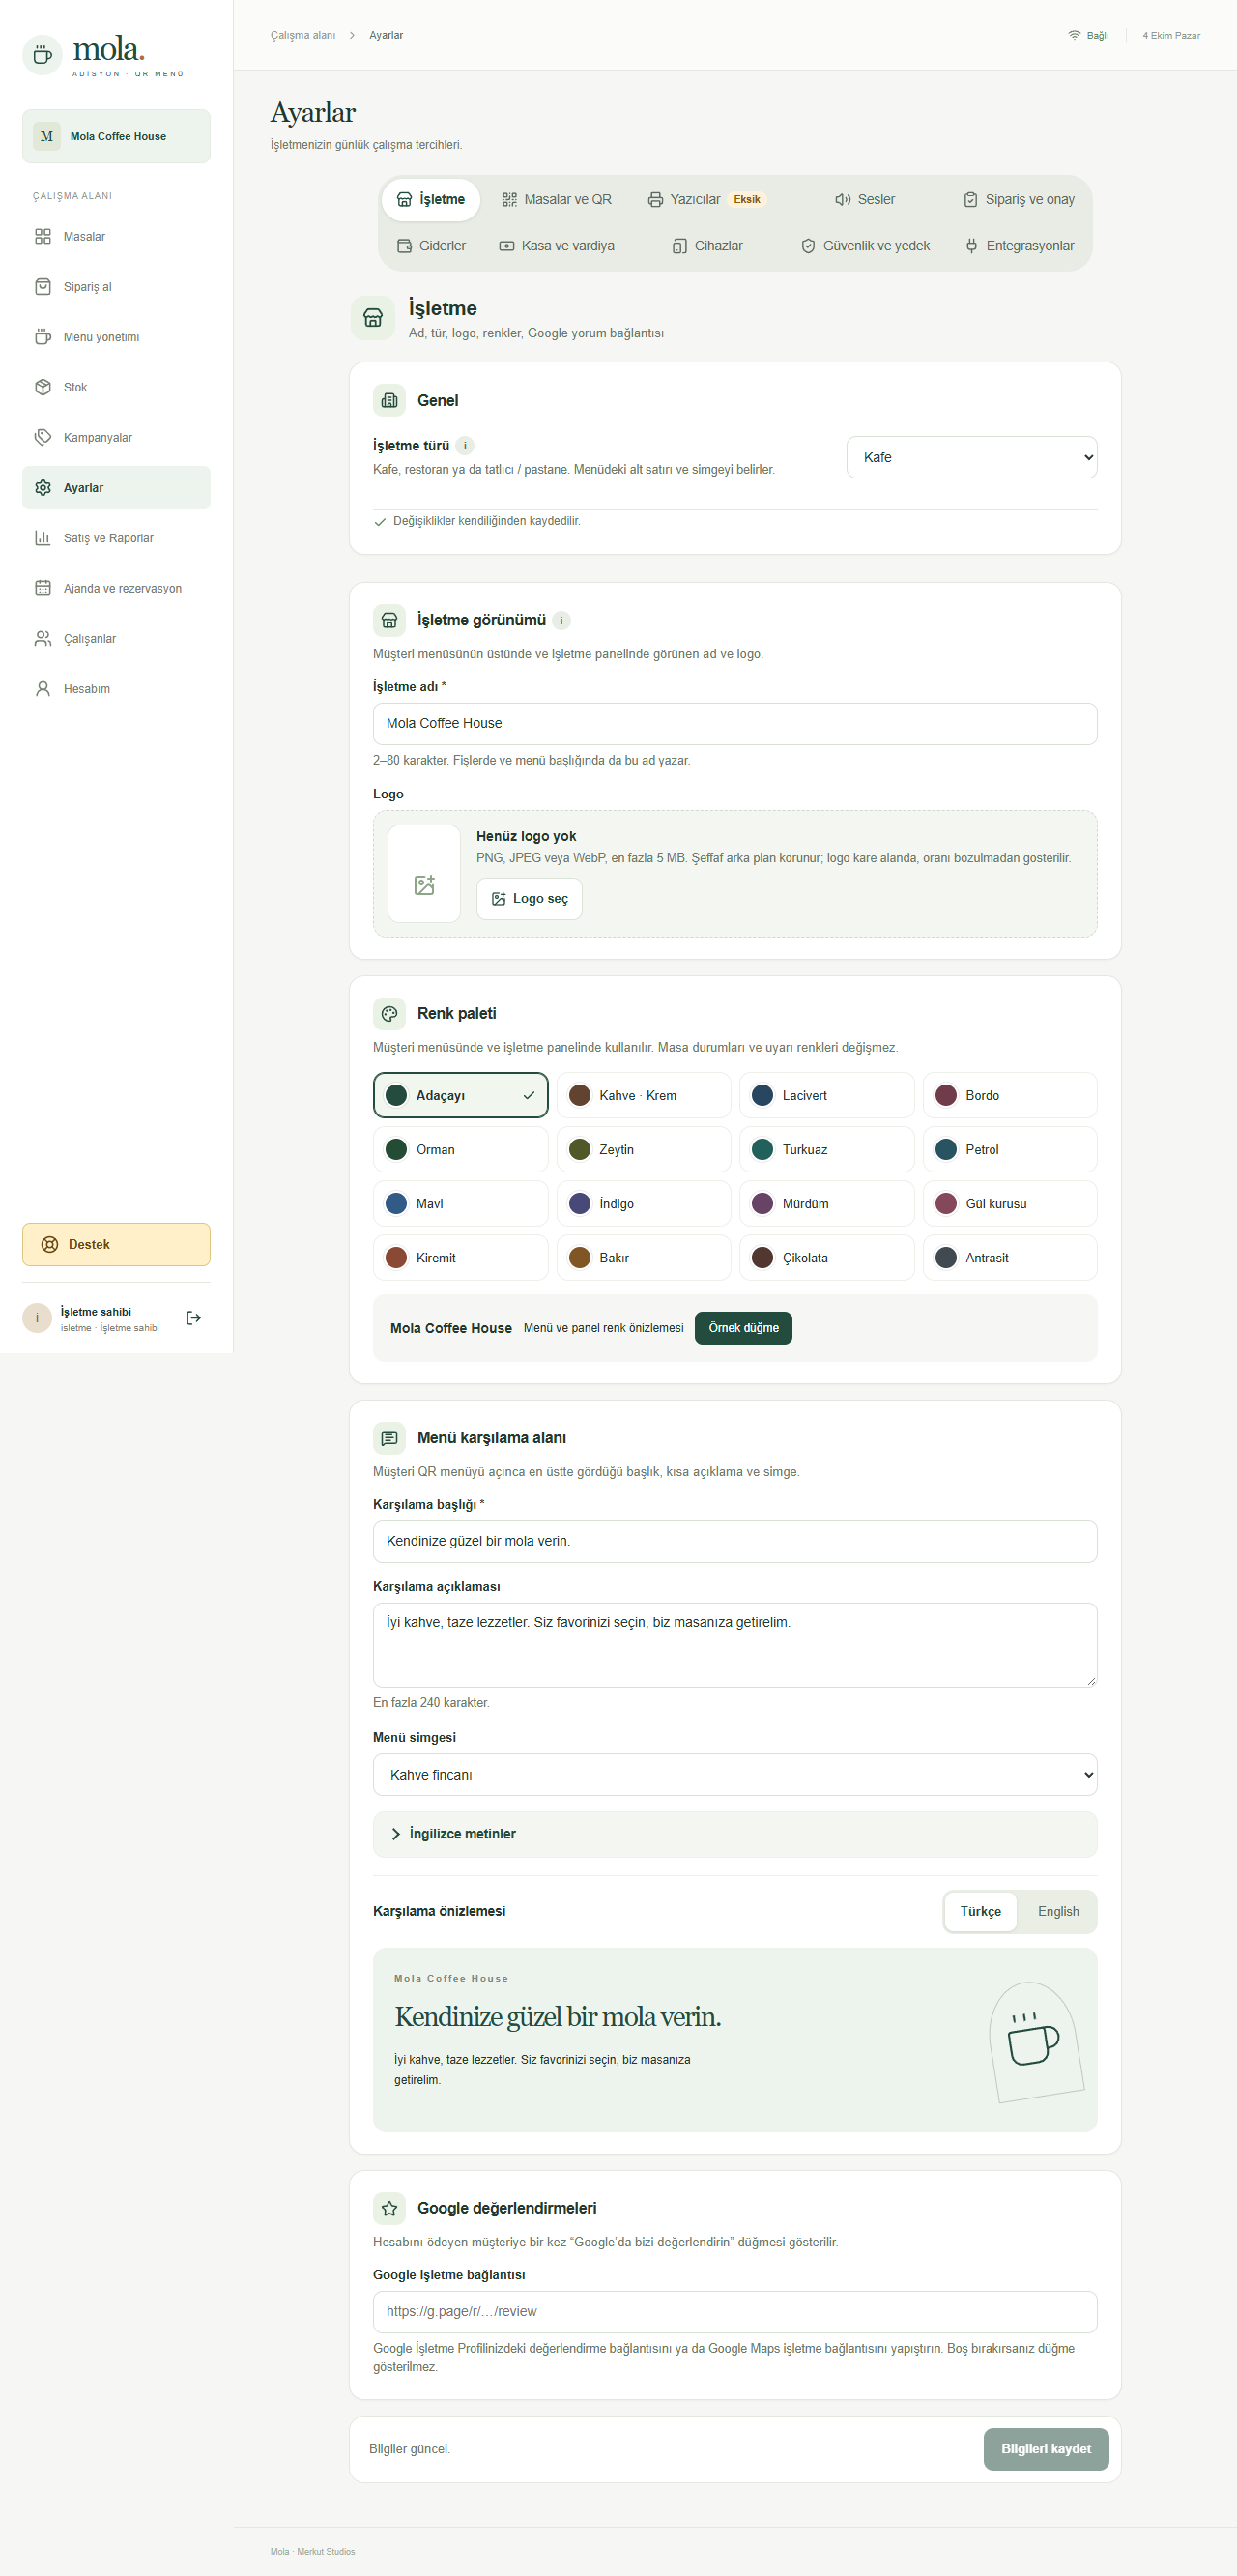 mola.
ADİSYON · QR MENÜ
M
Mola Coffee House
ÇALIŞMA ALANI
Masalar
Sipariş al
Menü yönetimi
Stok
Kampanyalar
Ayarlar
Satış ve Raporlar
Ajanda ve rezervasyon
Çalışanlar
Hesabım
Destek
İ
İşletme sahibi
isletme · İşletme sahibi
Çalışma alanı
Ayarlar
Bağlı
4 Ekim Pazar
Ayarlar
İşletmenizin günlük çalışma tercihleri.
İşletme
Masalar ve QR
Yazıcılar
Eksik
Sesler
Sipariş ve onay
Giderler
Kasa ve vardiya
Cihazlar
Güvenlik ve yedek
Entegrasyonlar
İşletme
Ad, tür, logo, renkler, Google yorum bağlantısı
Genel
İşletme türü
i
Kafe, restoran ya da tatlıcı / pastane. Menüdeki alt satırı ve simgeyi belirler.
Kafe
Değişiklikler kendiliğinden kaydedilir.
İşletme görünümü
i
Müşteri menüsünün üstünde ve işletme panelinde görünen ad ve logo.
İşletme adı *
Mola Coffee House
2–80 karakter. Fişlerde ve menü başlığında da bu ad yazar.
Logo
Henüz logo yok
PNG, JPEG veya WebP, en fazla 5 MB. Şeffaf arka plan korunur; logo kare alanda, oranı bozulmadan gösterilir.
Logo seç
Renk paleti
Müşteri menüsünde ve işletme panelinde kullanılır. Masa durumları ve uyarı renkleri değişmez.
Adaçayı
Kahve · Krem
Lacivert
Bordo
Orman
Zeytin
Turkuaz
Petrol
Mavi
İndigo
Mürdüm
Gül kurusu
Kiremit
Bakır
Çikolata
Antrasit
Mola Coffee House
Menü ve panel renk önizlemesi
Örnek düğme
Menü karşılama alanı
Müşteri QR menüyü açınca en üstte gördüğü başlık, kısa açıklama ve simge.
Karşılama başlığı *
Kendinize güzel bir mola verin.
Karşılama açıklaması
İyi kahve, taze lezzetler. Siz favorinizi seçin, biz masanıza getirelim.
En fazla 240 karakter.
Menü simgesi
Kahve fincanı
İngilizce metinler
Karşılama önizlemesi
Türkçe
English
Mola Coffee House
Kendinize güzel bir mola verin.
İyi kahve, taze lezzetler. Siz favorinizi seçin, biz masanıza
getirelim.
Google değerlendirmeleri
Hesabını ödeyen müşteriye bir kez “Google’da bizi değerlendirin” düğmesi gösterilir.
Google işletme bağlantısı
https://g.page/r/…/review
Google İşletme Profilinizdeki değerlendirme bağlantısını ya da Google Maps işletme bağlantısını yapıştırın. Boş bırakırsanız düğme
gösterilmez.
Bilgiler güncel.
Bilgileri kaydet
Mola · Merkut Studios